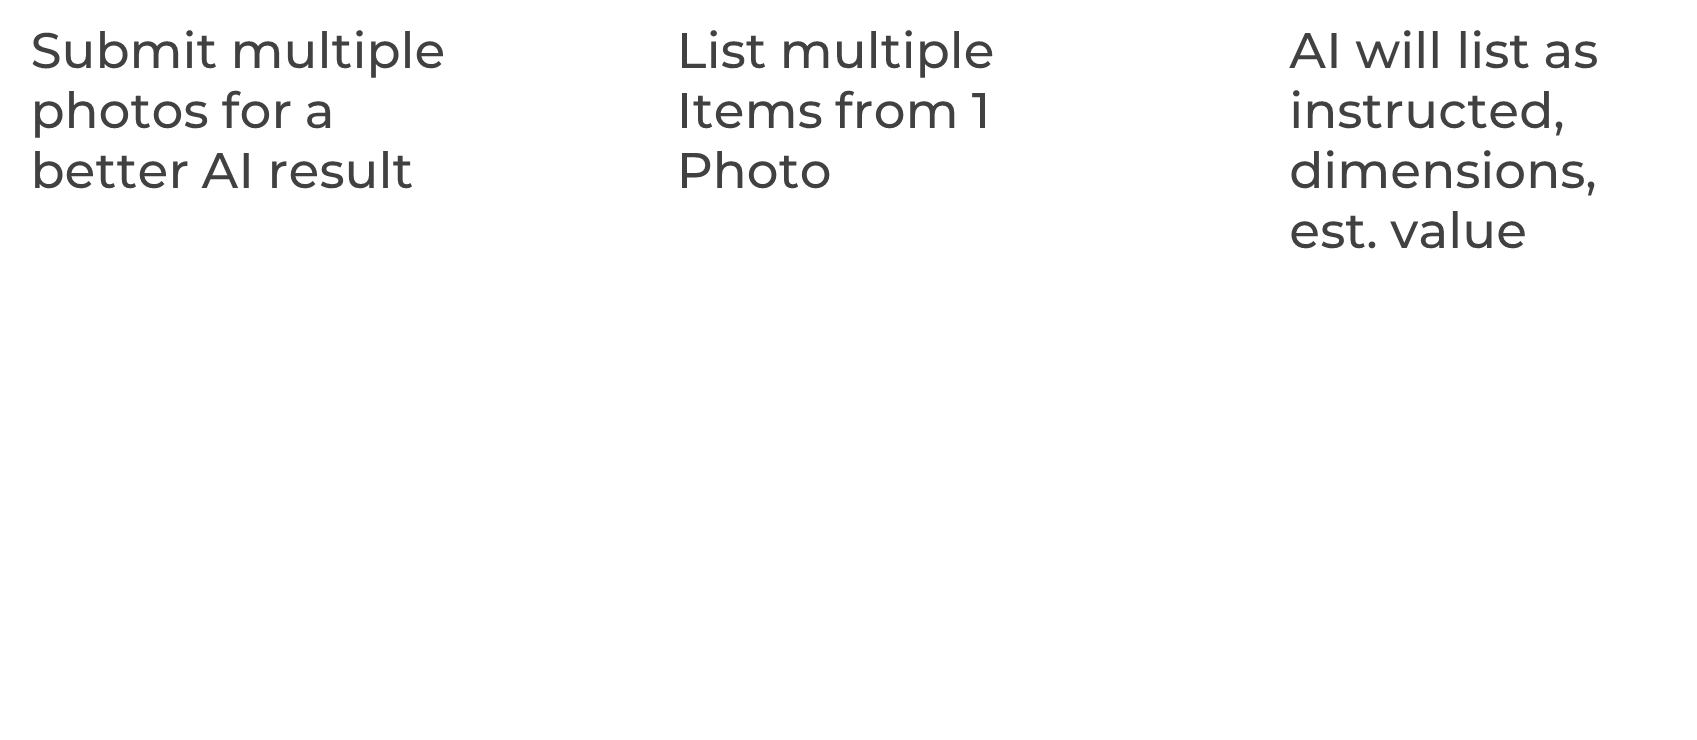 Submit multiple
photos for a
better AI result
List multiple
Items from 1
Photo
AI will list as
instructed,
dimensions,
est. value